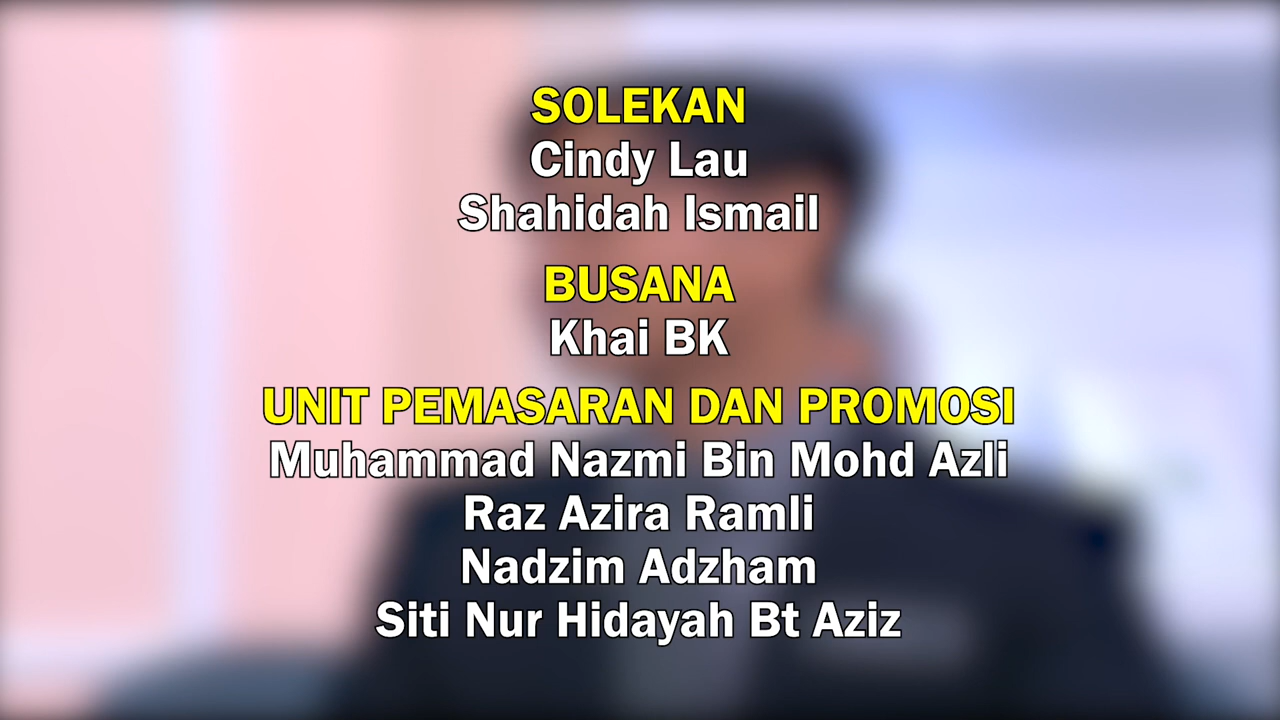 SOLEKAN
Cindy Lau
Shahidah Ismail
BUSANA
Khai BK
UNIT PEMASARAN DAN PROMOSI
Muhammad Nazmi Bin Mohd Azli
Raz Azira Ramli
Nadzim Adzham
Siti Nur Hidayah Bt Aziz